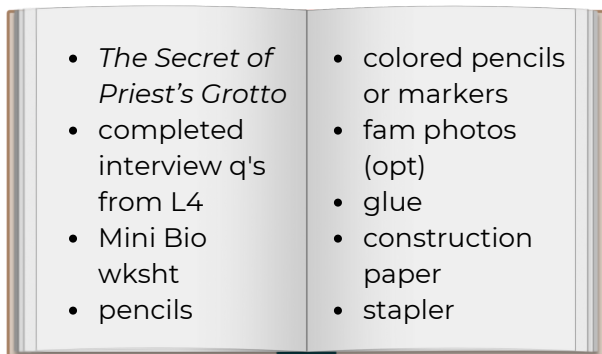 • The Secret of
Priest’s Grotto
• completed
interview q's
from L4
• Mini Bio
wksht
• pencils
• colored pencils
or markers
• fam photos
(opt)
• glue
• construction
paper
• stapler